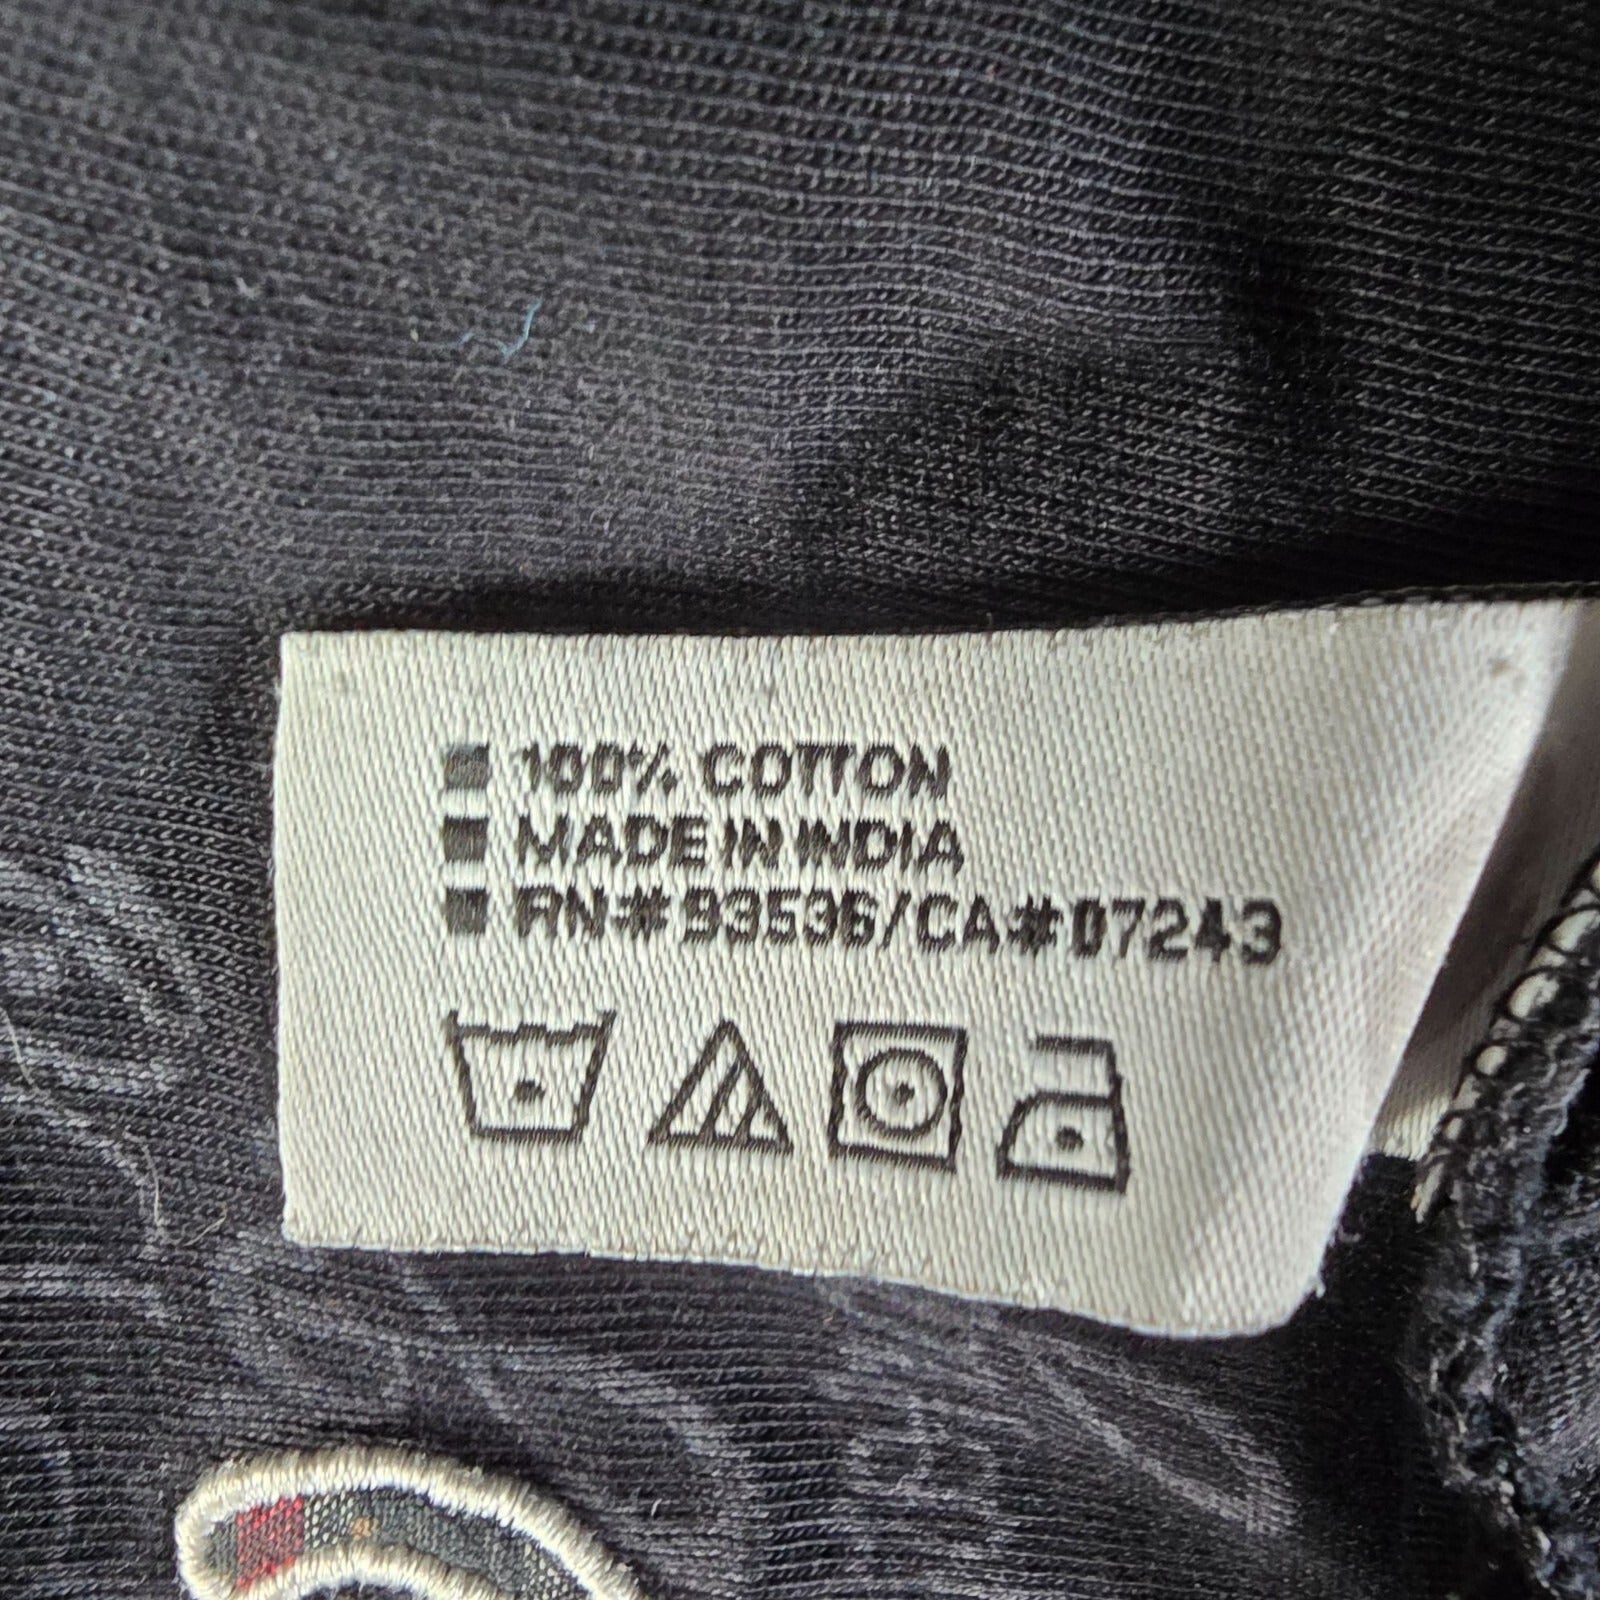 100% COTTON
MADE IN INDIA
RN# 93536/CA#07243